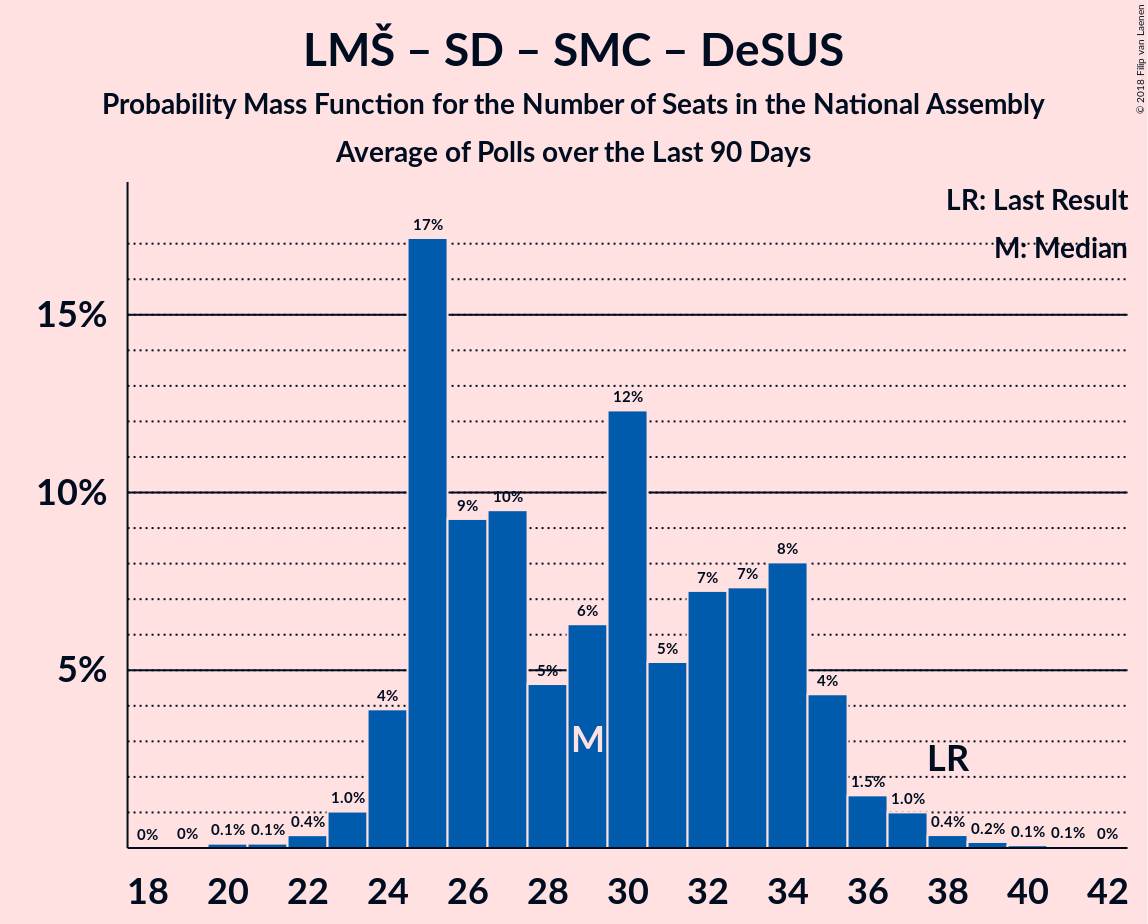 LMŠ – SD – SMC – DeSUS
Probability Mass Function for the Number of Seats in the National Assembly
Average of Polls over the Last 90 Days
© 2018 Filip van Laenen
LR: Last Result
M: Median
17%
15%
12%
10%
10%
9%
8%
7%
7%
6%
5%
5%
5%
4%
4%
M
LR
1.5%
1.0%
1.0%
0.4%
0.4%
0% 0% 0.1% 0.1% 0.2% 0.1% 0.1% 0%
18 20 22 24 26 28 30 32 34 36 38 40 42